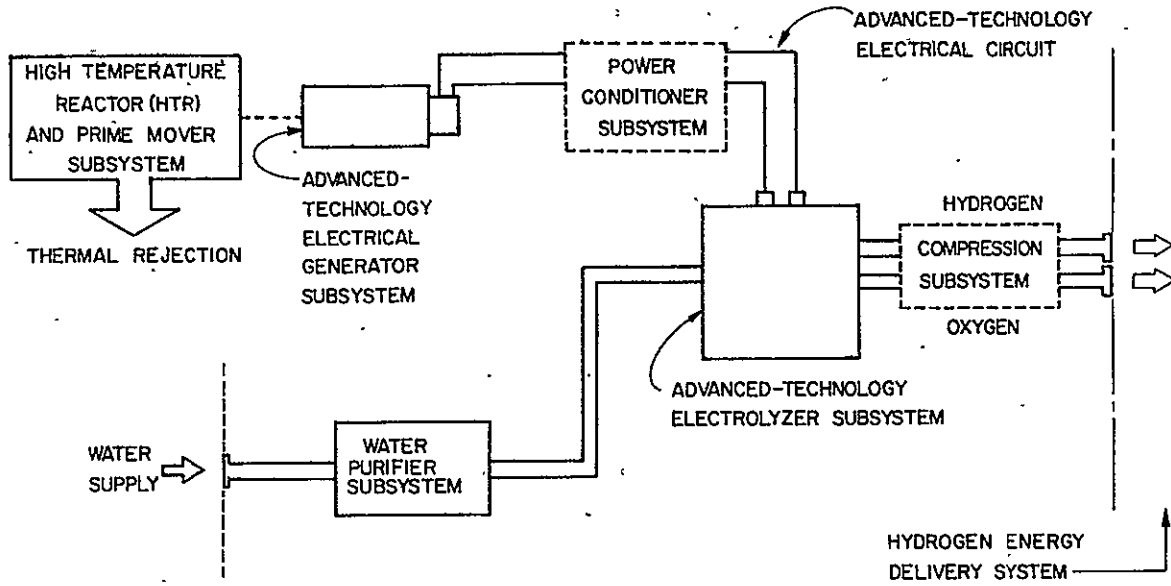 HIGH TEMPERATURE
REACTOR (HTR)
AND PRIME MOVER
SUBSYSTEM
THERMAL REJECTION
ADVANCED-
TECHNOLOGY
ELECTRICAL
GENERATOR
SUBSYSTEM
POWER
CONDITIONER
SUBSYSTEM
ADVANCED-TECHNOLOGY
ELECTRICAL CIRCUIT
HYDROGEN
COMPRESSION
SUBSYSTEM
OXYGEN
ADVANCED-TECHNOLOGY
ELECTROLYZER SUBSYSTEM
WATER
SUPPLY
WATER
PURIFIER
SUBSYSTEM
HYDROGEN ENERGY
DELIVERY SYSTEM